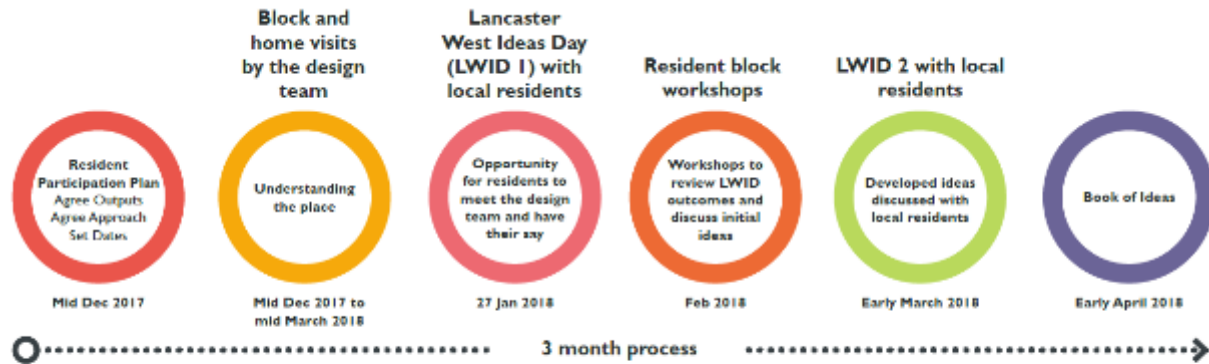 Block and
home visits
by the design
team
Lancaster
West Ideas Day
(LWID 1) with
local residents
Resident block
workshops
LWID 2 with local
residents
Resident
Participation Plan
Agree Outputs
Agree Approach
Set Dates
Understanding
the place
Opportunity
for residents to
meet the design
team and have
their say
Workshops to
review LWID
outcomes and
discuss initial
ideas
Developed ideas
discussed with
local residents
Book of Ideas
Mid Dec 2017
Mid Dec 2017 to
mid March 2018
27 Jan 2018
Feb 2018
Early March 2018
Early April 2018
3 month process